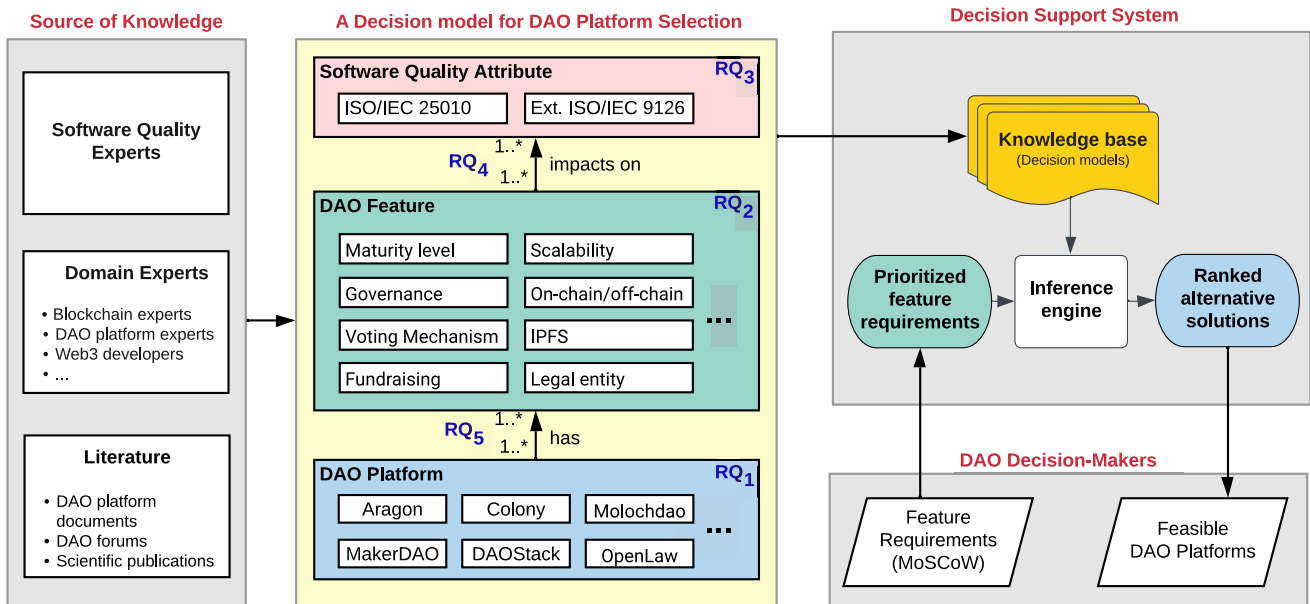 Source of Knowledge
Software Quality
Experts
Domain Experts
• Blockchain experts
• DAO platform experts
• Web3 developers
• ...
Literature
• DAO platform
documents
• DAO forums
• Scientific publications
A Decision model for DAO Platform Selection
Software Quality Attribute
RQ3
ISO/IEC 25010
Ext. ISO/IEC 9126
1..*
RQ4
impacts on
1..*
DAO Feature
RQ2
Maturity level
Scalability
Governance
On-chain/off-chain
Voting Mechanism
IPFS
...
Fundraising
Legal entity
1..*
RQ5
has
1..*
DAO Platform
RQ1
Aragon
Colony
Molochdao
...
MakerDAO
DAOStack
OpenLaw
Decision Support System
Knowledge base
(Decision models)
Prioritized
feature
requirements
Inference
engine
Ranked
alternative
solutions
DAO Decision-Makers
Feature
Requirements
(MoSCoW)
Feasible
DAO Platforms